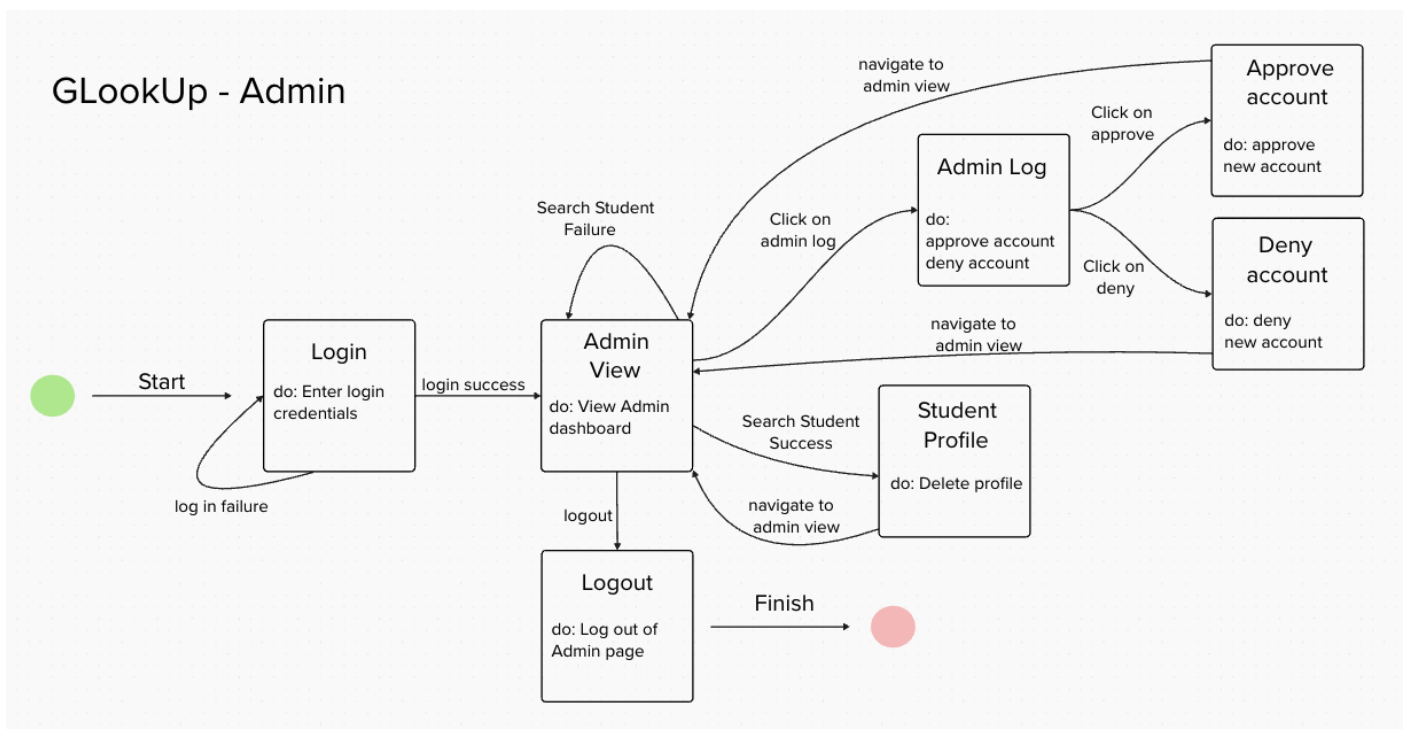 GLookUp - Admin
Start
Login
do: Enter login
credentials
log in failure
login success
Search Student
Failure
Admin
View
do: View Admin
dashboard
logout
Logout
do: Log out of
Admin page
Finish
Click on
admin log
Admin Log
do:
approve account
deny account
Click on
approve
Approve
account
do: approve
new account
navigate to
admin view
Click on
deny
Deny
account
do: deny
new account
navigate to
admin view
Search Student
Success
Student
Profile
do: Delete profile
navigate to
admin view